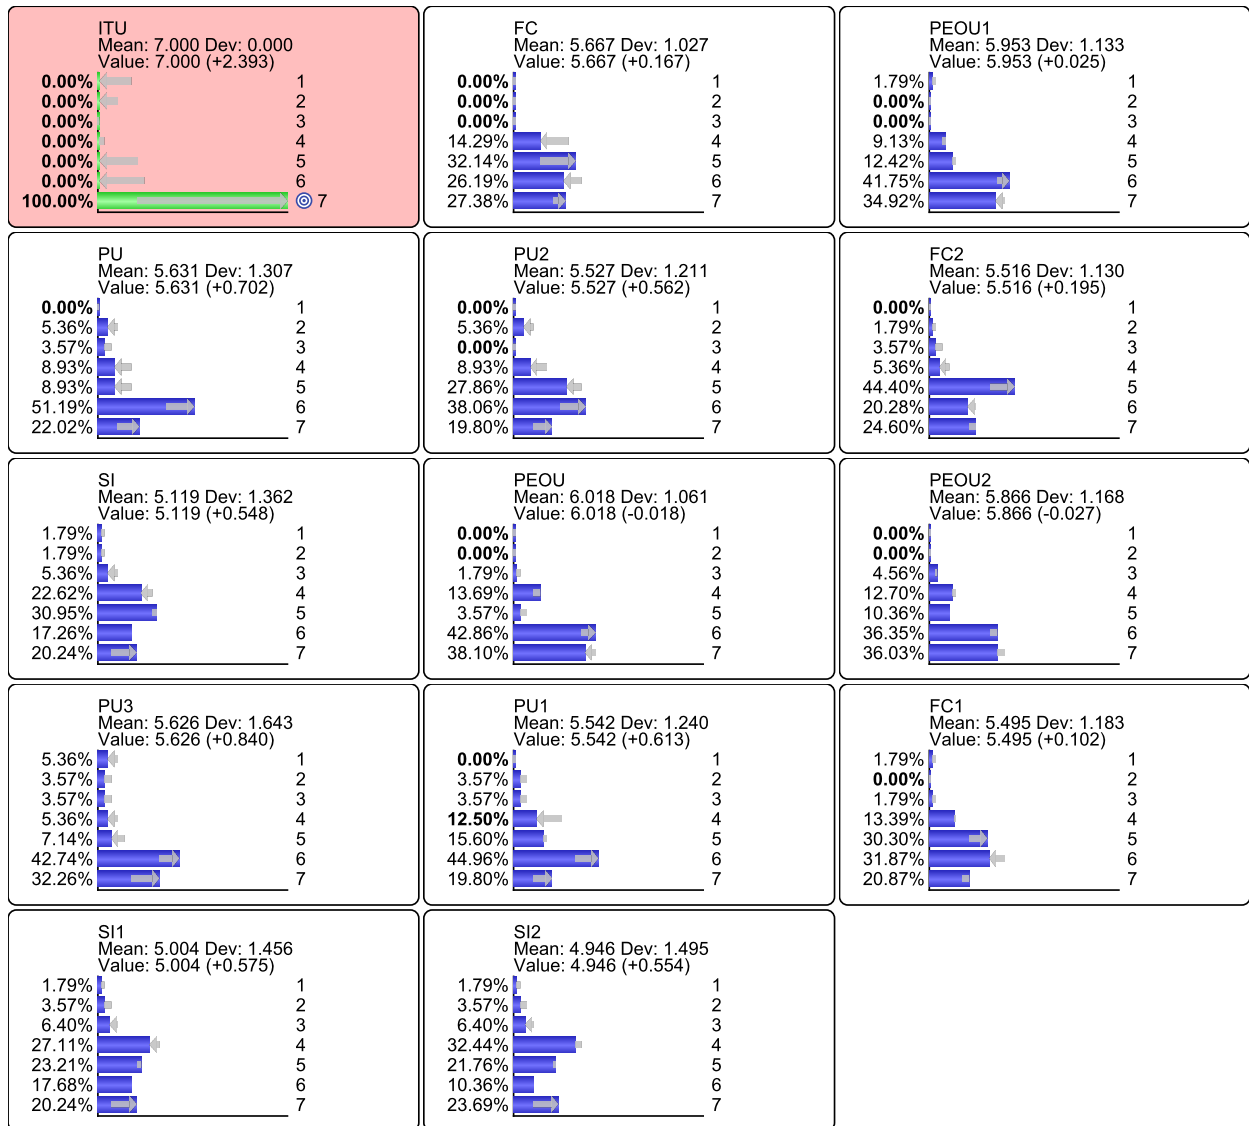 ITU
Mean: 7.000 Dev: 0.000
Value: 7.000 (+2.393)
0.00% 1
0.00% 2
0.00% 3
0.00% 4
0.00% 5
0.00% 6
100.00% 7
FC
Mean: 5.667 Dev: 1.027
Value: 5.667 (+0.167)
0.00% 1
0.00% 2
0.00% 3
14.29% 4
32.14% 5
26.19% 6
27.38% 7
PEOU1
Mean: 5.953 Dev: 1.133
Value: 5.953 (+0.025)
1.79% 1
0.00% 2
0.00% 3
9.13% 4
12.42% 5
41.75% 6
34.92% 7
PU
Mean: 5.631 Dev: 1.307
Value: 5.631 (+0.702)
0.00% 1
5.36% 2
3.57% 3
8.93% 4
8.93% 5
51.19% 6
22.02% 7
PU2
Mean: 5.527 Dev: 1.211
Value: 5.527 (+0.562)
0.00% 1
5.36% 2
0.00% 3
8.93% 4
27.86% 5
38.06% 6
19.80% 7
FC2
Mean: 5.516 Dev: 1.130
Value: 5.516 (+0.195)
0.00% 1
1.79% 2
3.57% 3
5.36% 4
44.40% 5
20.28% 6
24.60% 7
SI
Mean: 5.119 Dev: 1.362
Value: 5.119 (+0.548)
1.79% 1
1.79% 2
5.36% 3
22.62% 4
30.95% 5
17.26% 6
20.24% 7
PEOU
Mean: 6.018 Dev: 1.061
Value: 6.018 (-0.018)
0.00% 1
0.00% 2
1.79% 3
13.69% 4
3.57% 5
42.86% 6
38.10% 7
PEOU2
Mean: 5.866 Dev: 1.168
Value: 5.866 (-0.027)
0.00% 1
0.00% 2
4.56% 3
12.70% 4
10.36% 5
36.35% 6
36.03% 7
PU3
Mean: 5.626 Dev: 1.643
Value: 5.626 (+0.840)
5.36% 1
3.57% 2
3.57% 3
5.36% 4
7.14% 5
42.74% 6
32.26% 7
PU1
Mean: 5.542 Dev: 1.240
Value: 5.542 (+0.613)
0.00% 1
3.57% 2
3.57% 3
12.50% 4
15.60% 5
44.96% 6
19.80% 7
FC1
Mean: 5.495 Dev: 1.183
Value: 5.495 (+0.102)
1.79% 1
0.00% 2
1.79% 3
13.39% 4
30.30% 5
31.87% 6
20.87% 7
SI1
Mean: 5.004 Dev: 1.456
Value: 5.004 (+0.575)
1.79% 1
3.57% 2
6.40% 3
27.11% 4
23.21% 5
17.68% 6
20.24% 7
SI2
Mean: 4.946 Dev: 1.495
Value: 4.946 (+0.554)
1.79% 1
3.57% 2
6.40% 3
32.44% 4
21.76% 5
10.36% 6
23.69% 7